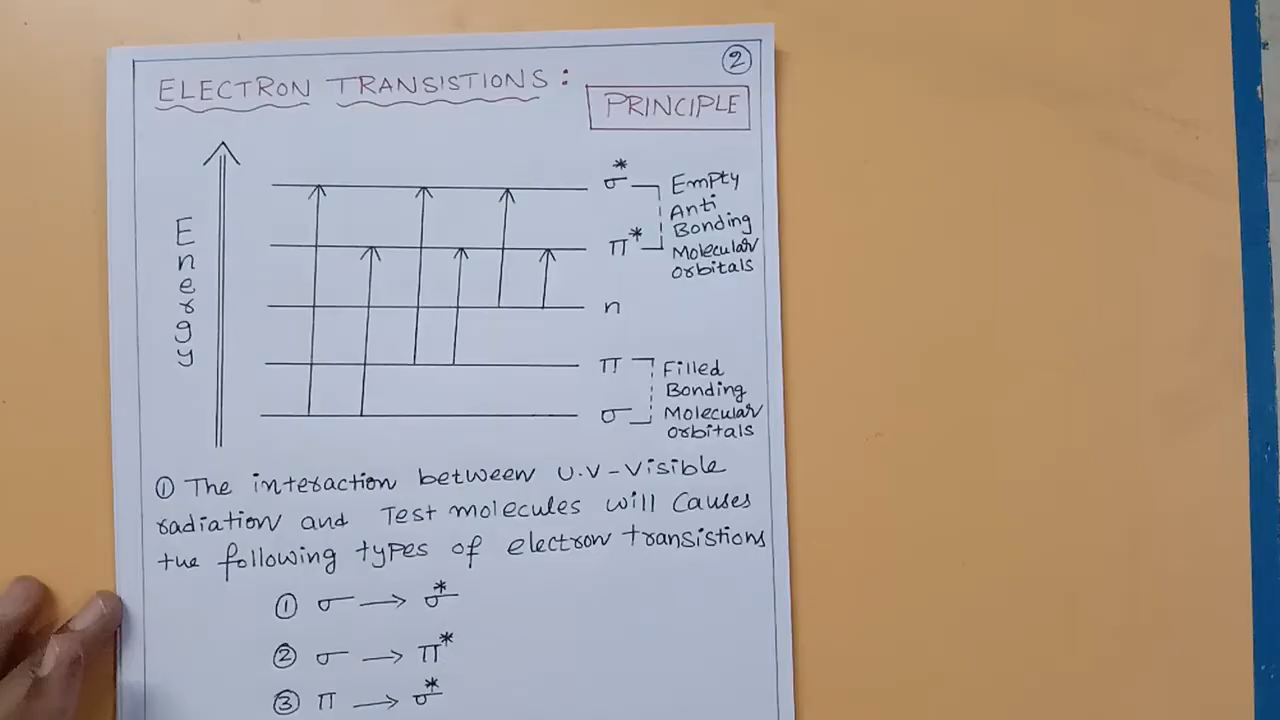 2
ELECTRON TRANSISTIONS:
PRINCIPLE
Energy
σ* Empty
Anti
Bonding
π* Molecular
orbitals
n
π Filled
Bonding
σ Molecular
orbitals
① The interaction between U.V-Visible
radiation and Test molecules will causes
the following types of electron transistions
① σ → σ*
② σ → π*
③ π → σ*